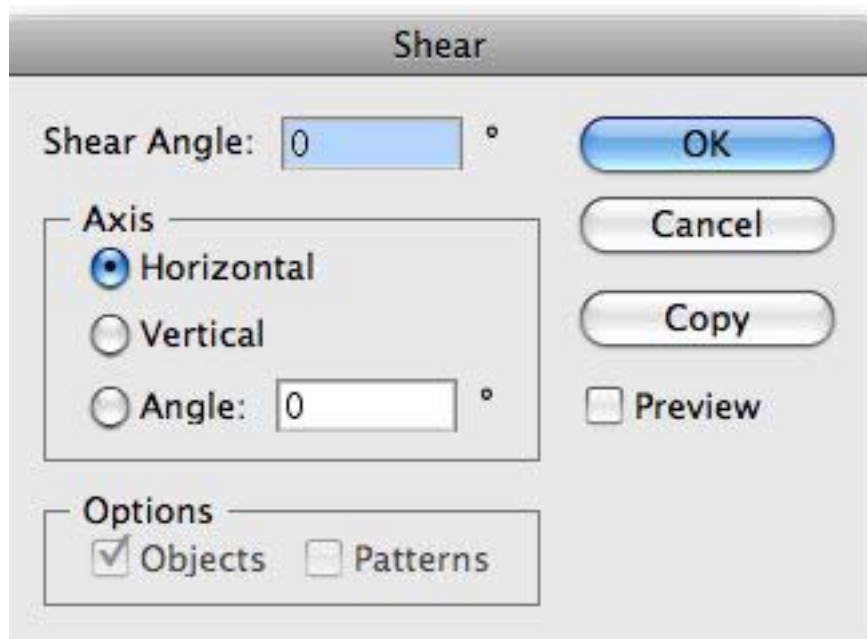 Shear
Shear Angle: 0 °
OK
Axis
Cancel
Horizontal
Copy
Vertical
Angle: 0 °
Preview
Options
Objects Patterns